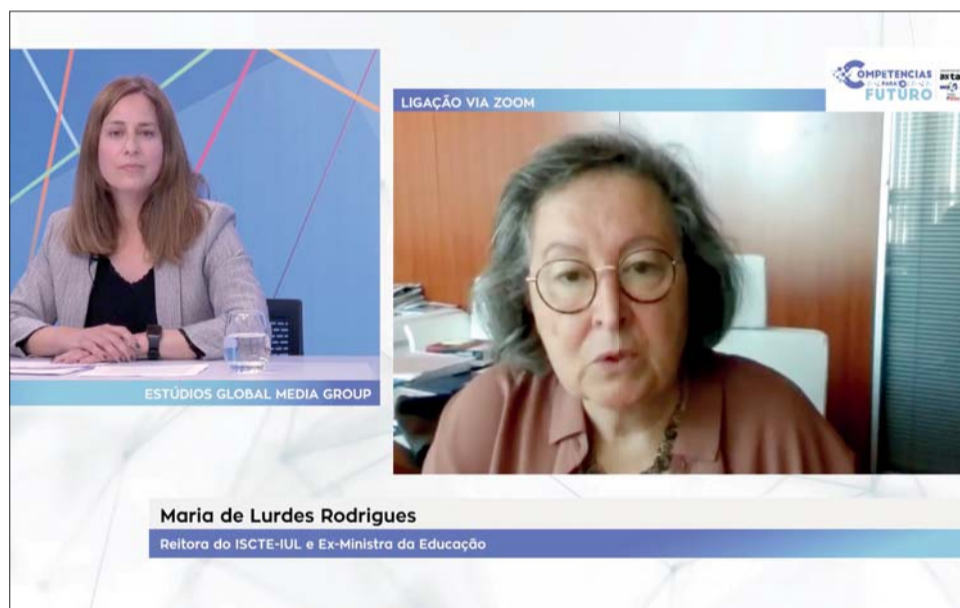 COMPETENCIAS
PARA O
FUTURO
LIGAÇÃO VIA ZOOM
ESTÚDIOS GLOBAL MEDIA GROUP
Maria de Lurdes Rodrigues
Reitora do ISCTE-IUL e Ex-Ministra da Educação